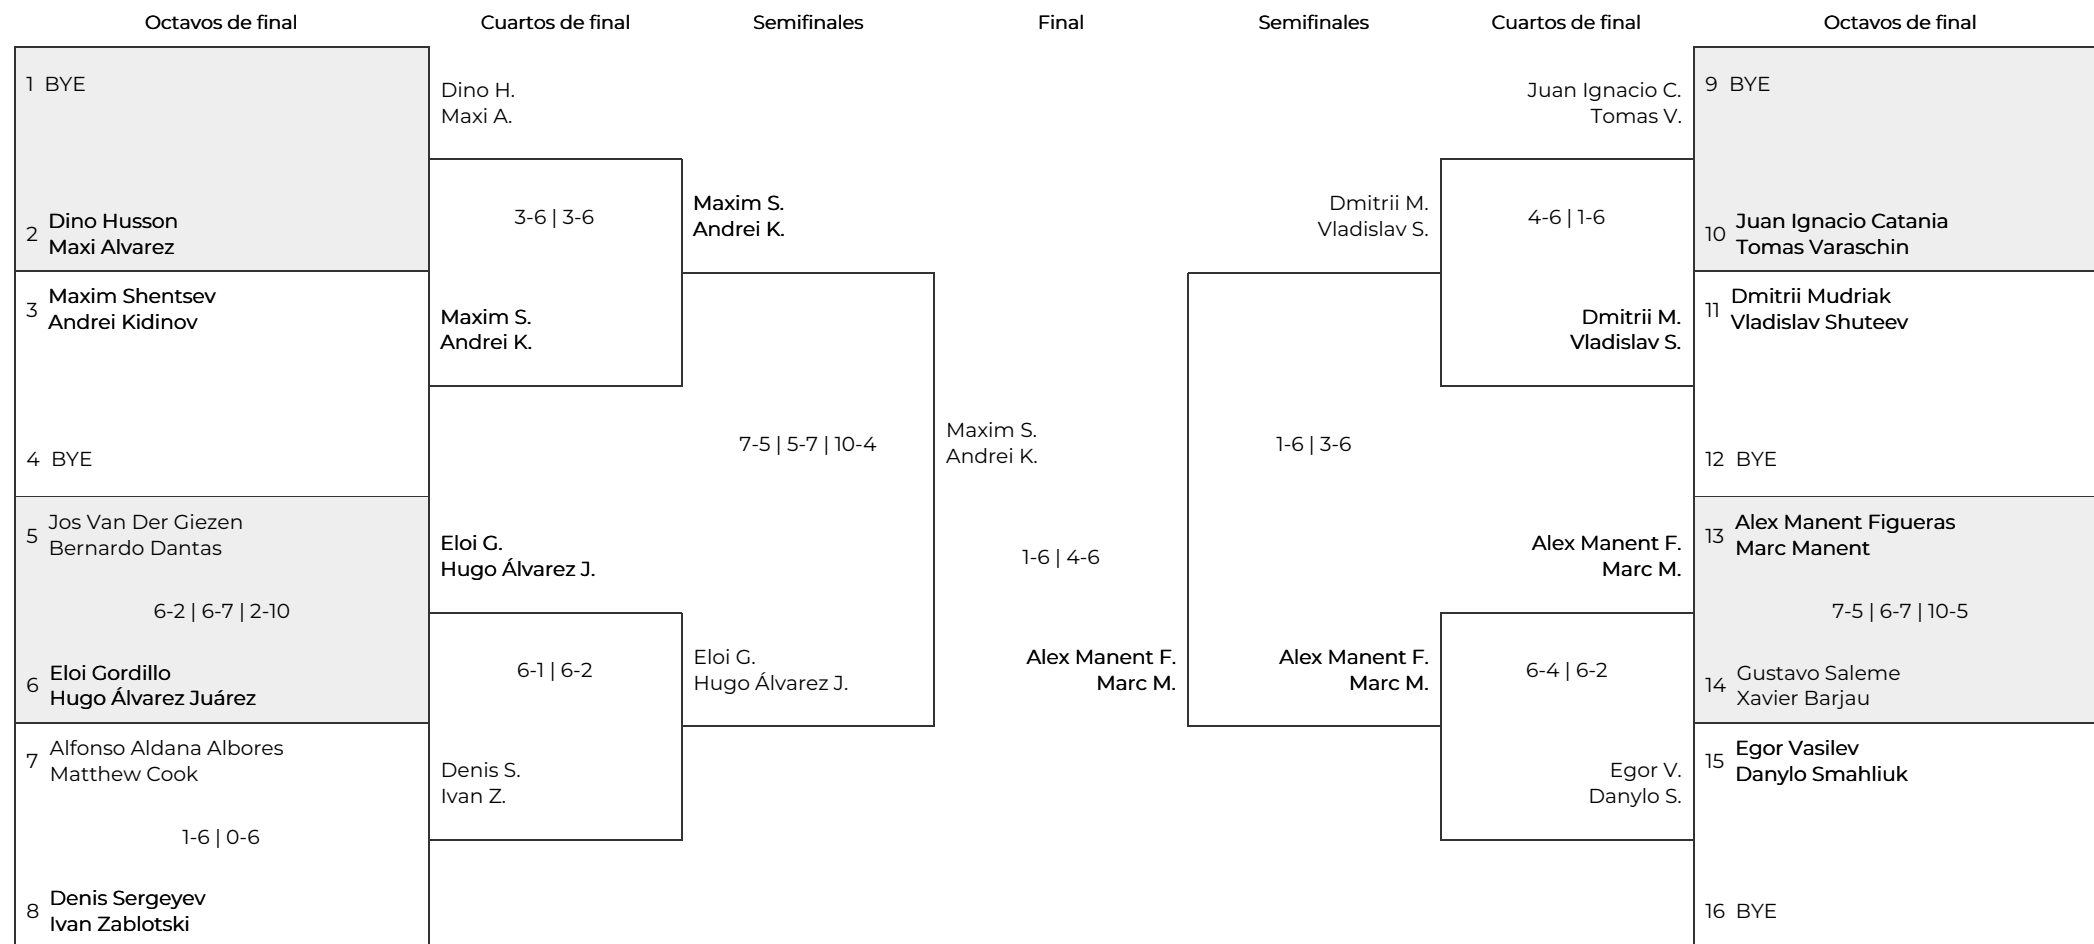 Octavos de final
Cuartos de final
Semifinales
Final
Semifinales
Cuartos de final
Octavos de final
1 BYE
2 Dino Husson
Maxi Alvarez
3 Maxim Shentsev
Andrei Kidinov
4 BYE
5 Jos Van Der Giezen
Bernardo Dantas
6-2 | 6-7 | 2-10
6 Eloi Gordillo
Hugo Álvarez Juárez
7 Alfonso Aldana Albores
Matthew Cook
1-6 | 0-6
8 Denis Sergeyev
Ivan Zablotski
Dino H.
Maxi A.
3-6 | 3-6
Maxim S.
Andrei K.
Eloi G.
Hugo Álvarez J.
6-1 | 6-2
Denis S.
Ivan Z.
Maxim S.
Andrei K.
7-5 | 5-7 | 10-4
Eloi G.
Hugo Álvarez J.
Maxim S.
Andrei K.
1-6 | 4-6
Alex Manent F.
Marc M.
Dmitrii M.
Vladislav S.
1-6 | 3-6
Alex Manent F.
Marc M.
Juan Ignacio C.
Tomas V.
4-6 | 1-6
Dmitrii M.
Vladislav S.
Alex Manent F.
Marc M.
6-4 | 6-2
Egor V.
Danylo S.
9 BYE
10 Juan Ignacio Catania
Tomas Varaschin
11 Dmitrii Mudriak
Vladislav Shuteev
12 BYE
13 Alex Manent Figueras
Marc Manent
7-5 | 6-7 | 10-5
14 Gustavo Saleme
Xavier Barjau
15 Egor Vasilev
Danylo Smahliuk
16 BYE